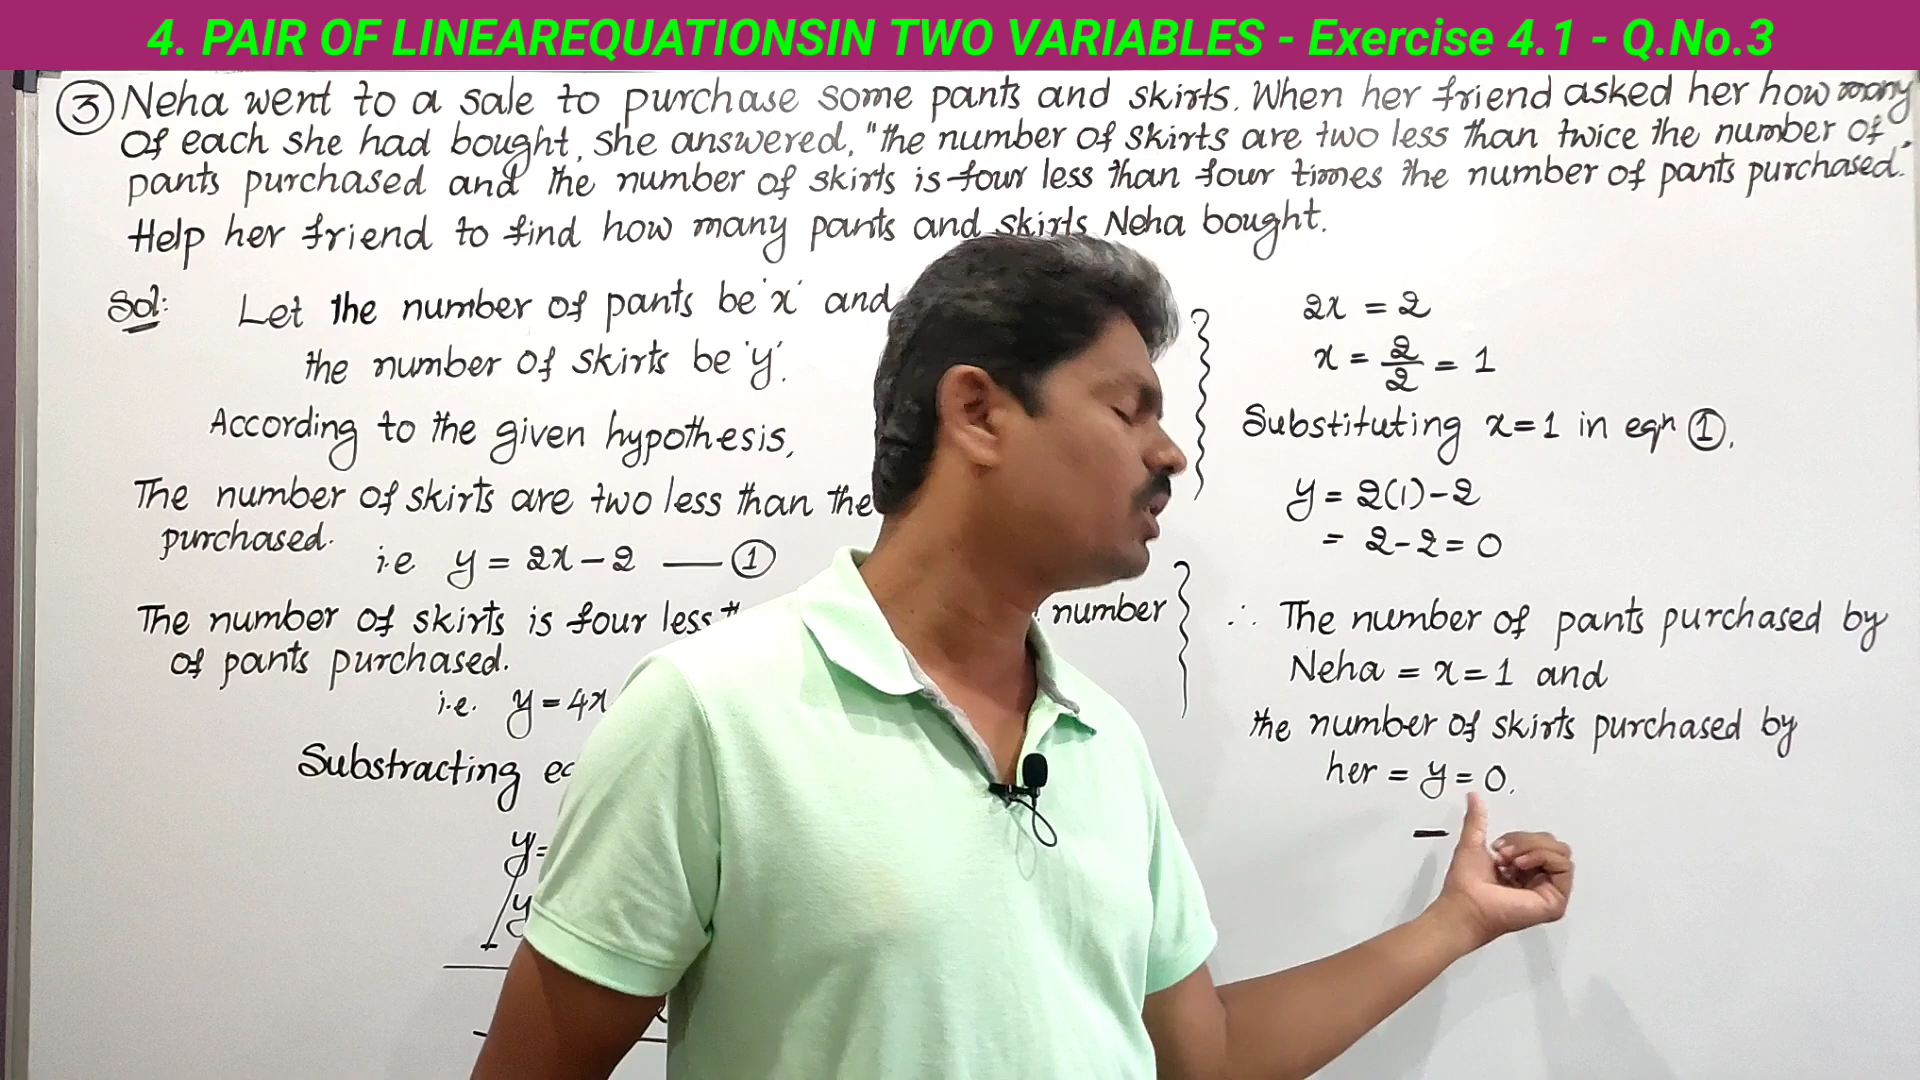 4. PAIR OF LINEAREQUATIONSIN TWO VARIABLES - Exercise 4.1 - Q.No.3
③ Neha went to a sale to purchase some pants and skirts. When her friend asked her how many
of each she had bought, she answered, "the number of skirts are two less than twice the number of
pants purchased and the number of skirts is four less than four times the number of pants purchased."
Help her friend to find how many pants and skirts Neha bought.
Sol: Let the number of pants be 'x' and
the number of skirts be 'y'.
According to the given hypothesis,
The number of skirts are two less than the
purchased.
i.e y = 2x - 2 — ①
The number of skirts is four less number
of pants purchased.
i.e. y = 4x
Substracting
y =
y
2x = 2
x = 2/2 = 1
Substituting x = 1 in eqn ①,
y = 2(1) - 2
= 2 - 2 = 0
∴ The number of pants purchased by
Neha = x = 1 and
the number of skirts purchased by
her = y = 0.